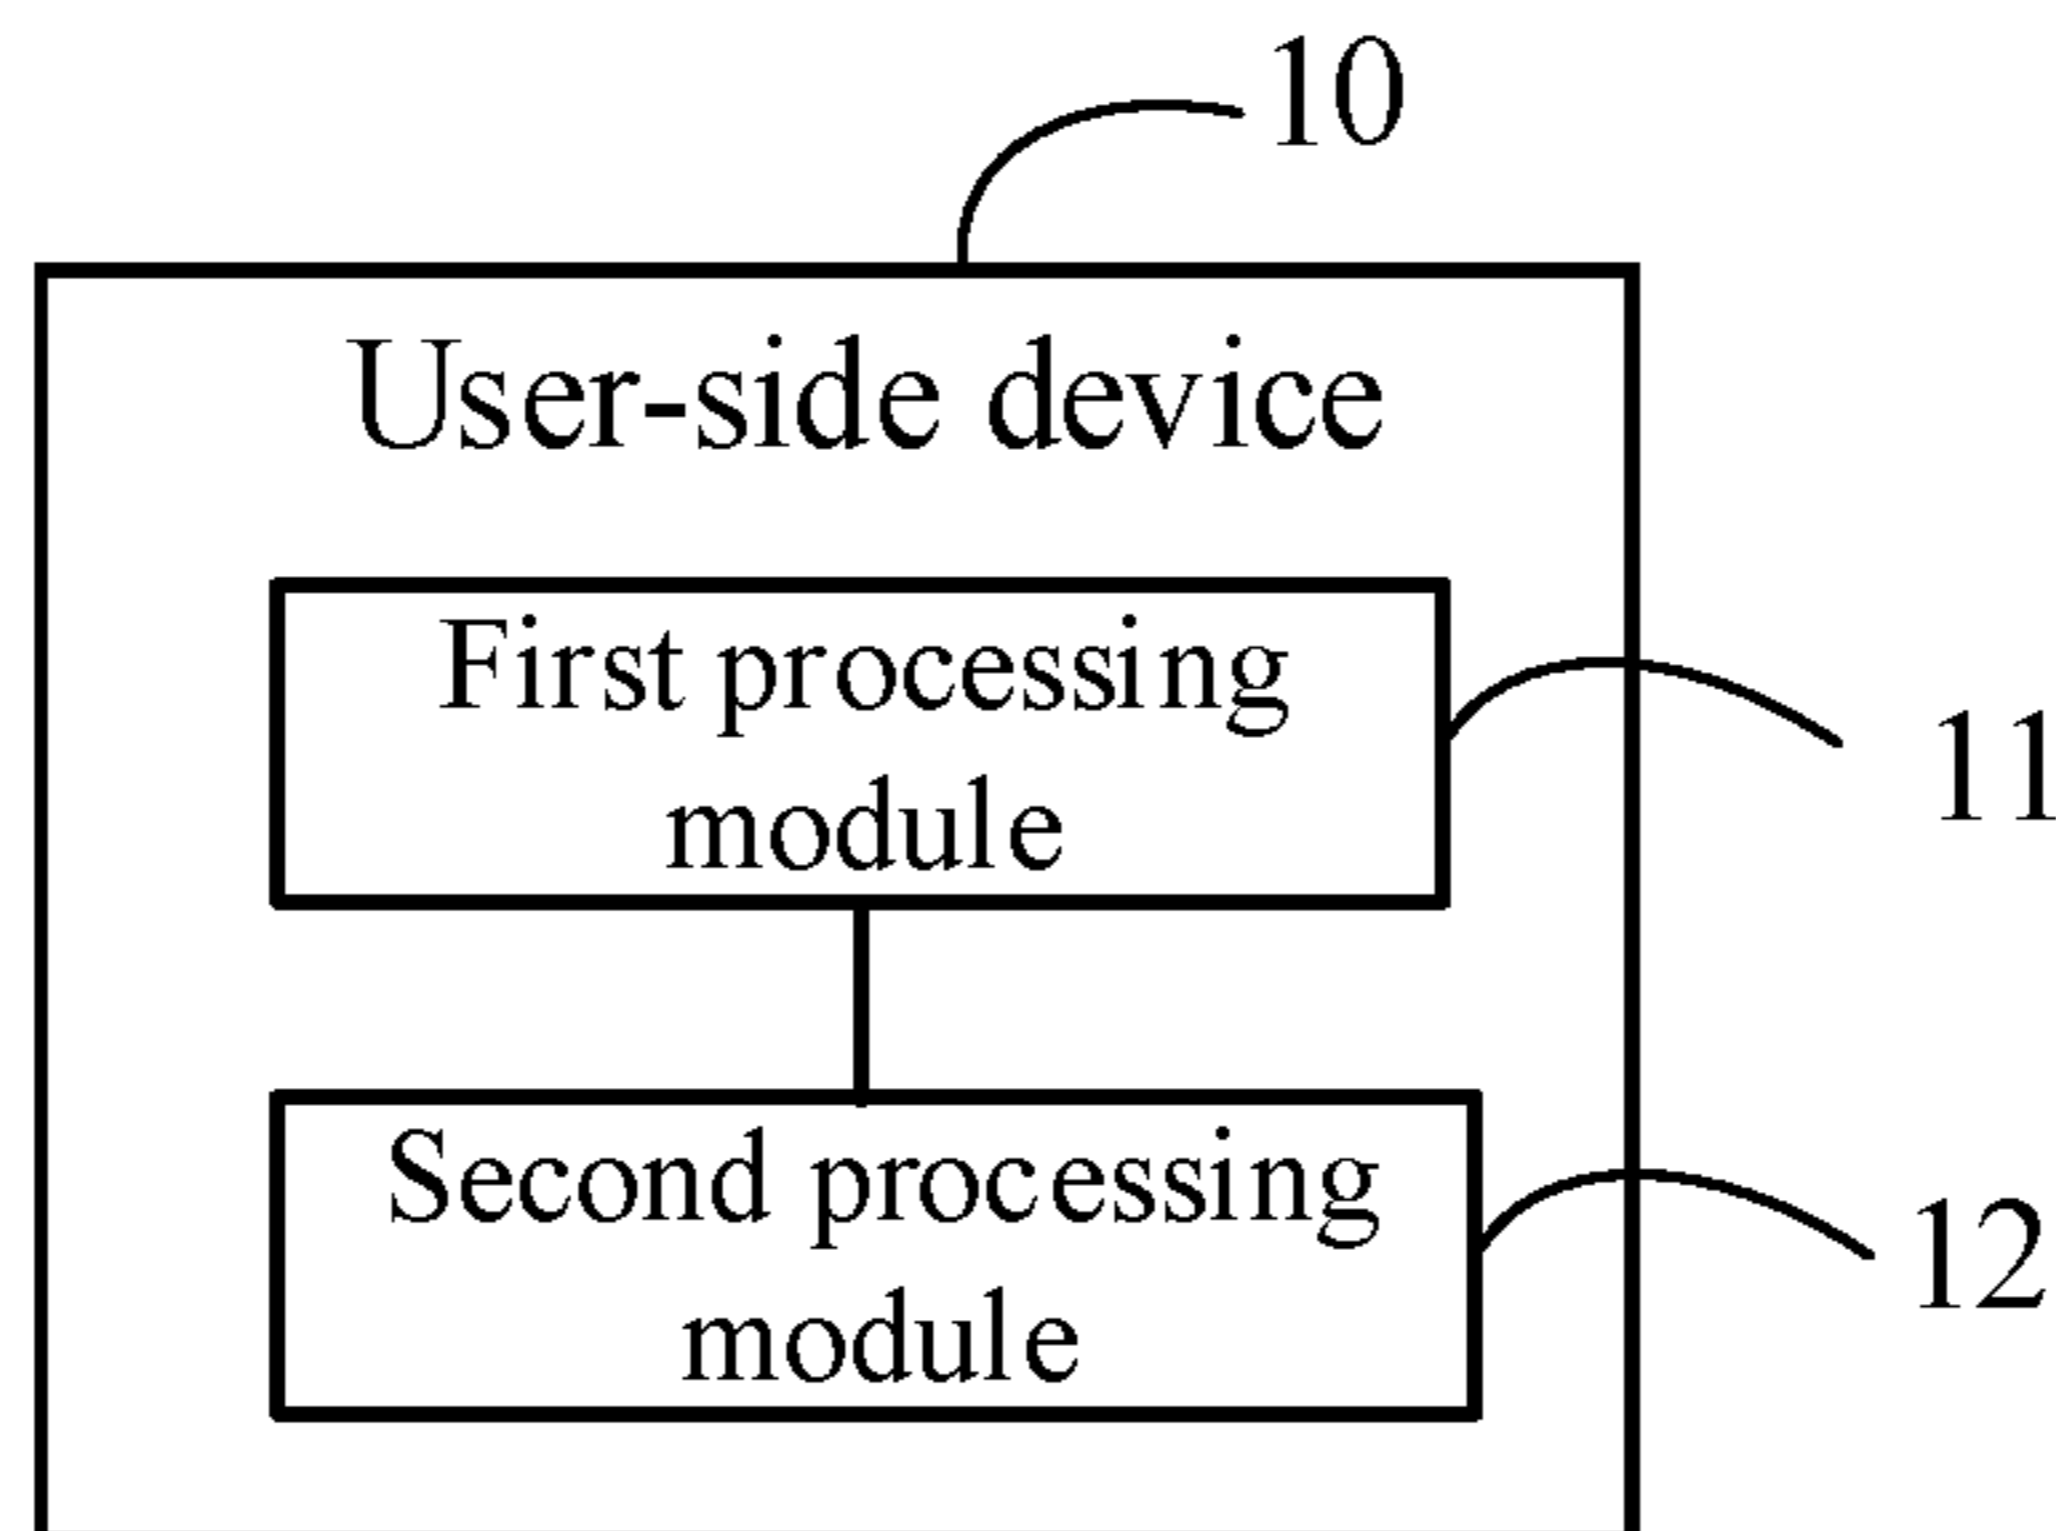 10
User-side device
First processing
module
11
Second processing
module
12